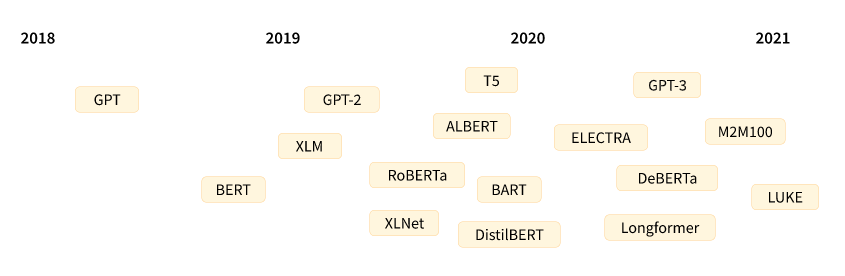 2018 2019 2020 2021
T5
GPT GPT-2 GPT-3
ALBERT M2M100
XLM ELECTRA
RoBERTa DeBERTa
BERT BART LUKE
XLNet Longformer
DistilBERT